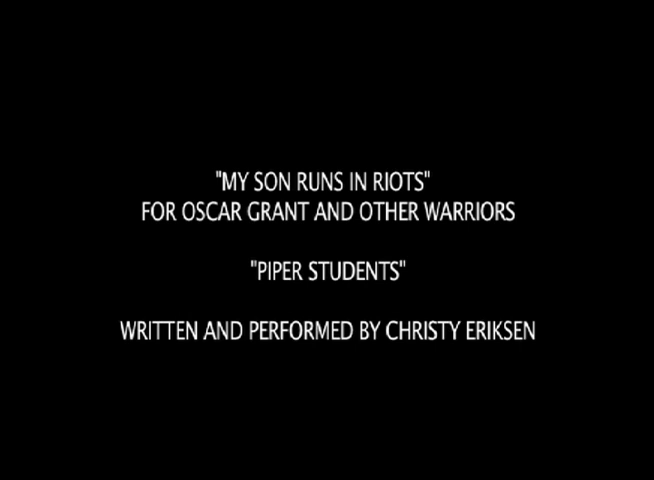 "MY SON RUNS IN RIOTS"
FOR OSCAR GRANT AND OTHER WARRIORS
"PIPER STUDENTS"
WRITTEN AND PERFORMED BY CHRISTY ERIKSEN